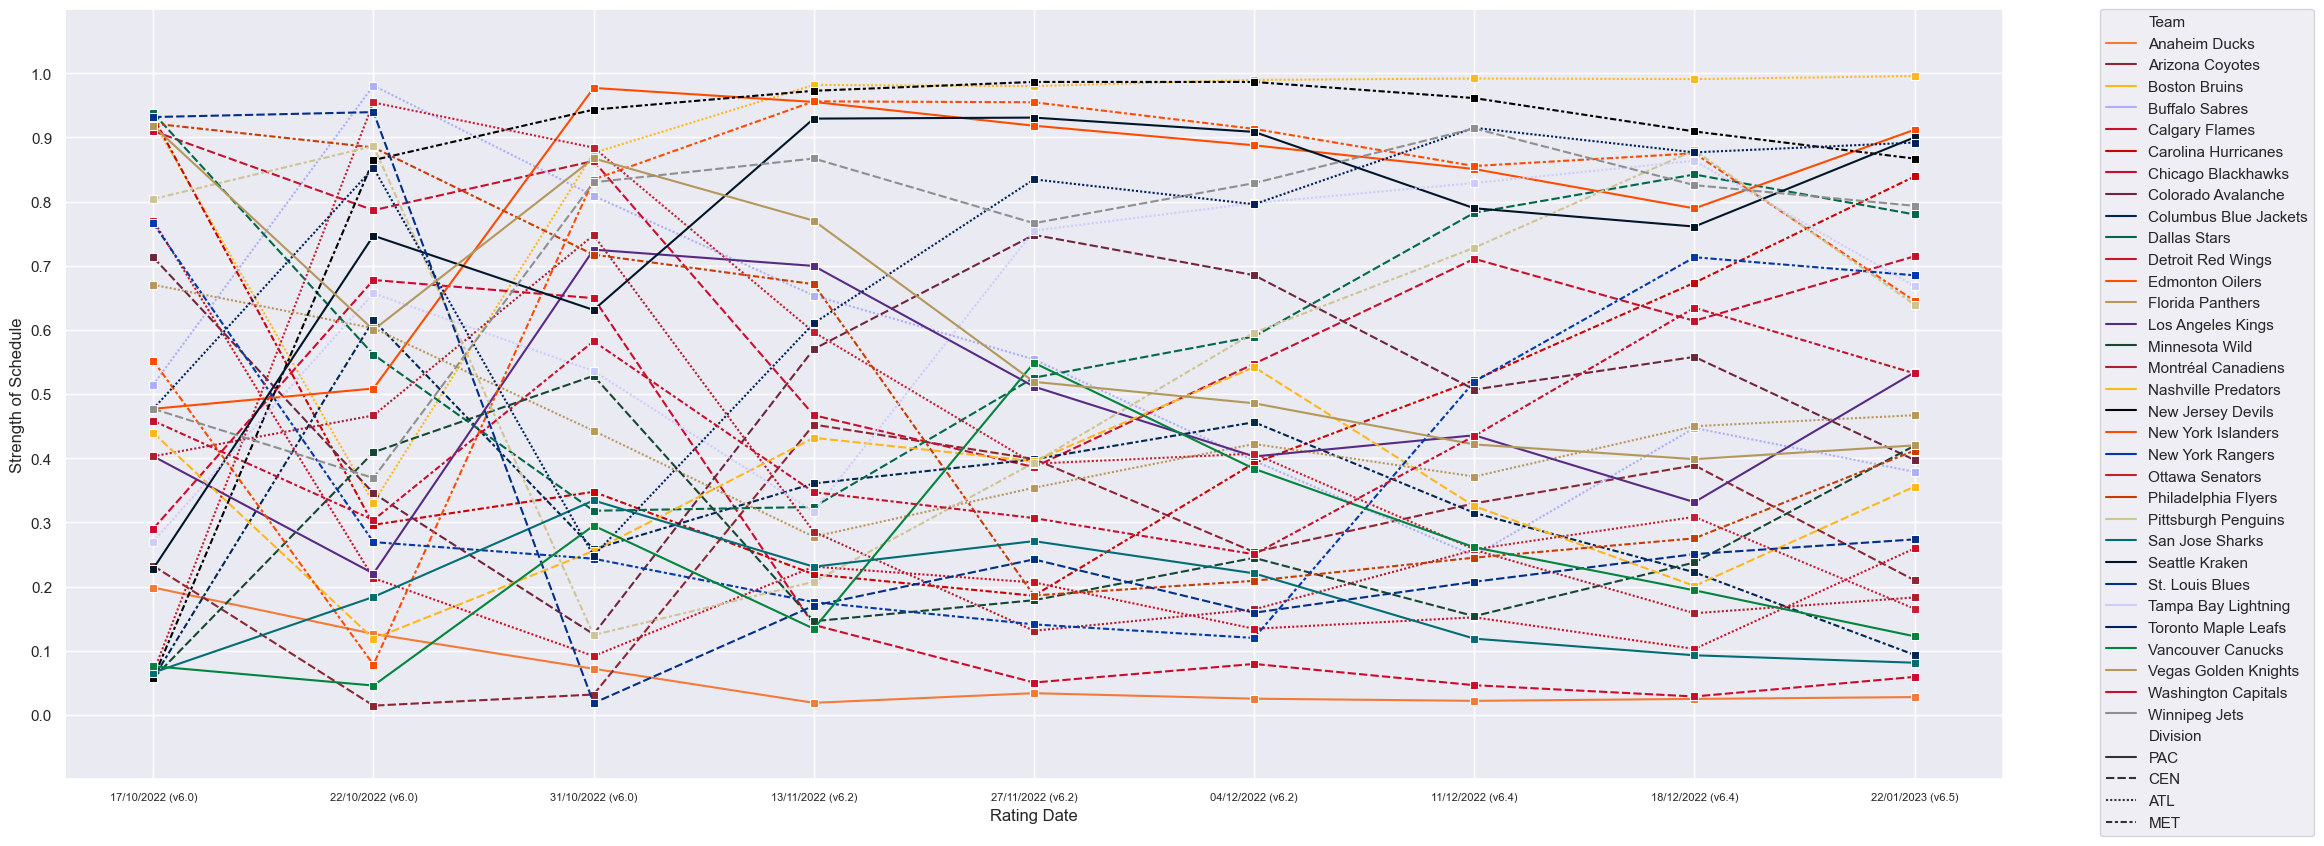 Strength of Schedule
1.0
0.9
0.8
0.7
0.6
0.5
0.4
0.3
0.2
0.1
0.0
17/10/2022 (v6.0)
22/10/2022 (v6.0)
31/10/2022 (v6.0)
13/11/2022 (v6.2)
27/11/2022 (v6.2)
04/12/2022 (v6.2)
11/12/2022 (v6.4)
18/12/2022 (v6.4)
22/01/2023 (v6.5)
Rating Date
Team
Anaheim Ducks
Arizona Coyotes
Boston Bruins
Buffalo Sabres
Calgary Flames
Carolina Hurricanes
Chicago Blackhawks
Colorado Avalanche
Columbus Blue Jackets
Dallas Stars
Detroit Red Wings
Edmonton Oilers
Florida Panthers
Los Angeles Kings
Minnesota Wild
Montréal Canadiens
Nashville Predators
New Jersey Devils
New York Islanders
New York Rangers
Ottawa Senators
Philadelphia Flyers
Pittsburgh Penguins
San Jose Sharks
Seattle Kraken
St. Louis Blues
Tampa Bay Lightning
Toronto Maple Leafs
Vancouver Canucks
Vegas Golden Knights
Washington Capitals
Winnipeg Jets
Division
PAC
CEN
ATL
MET